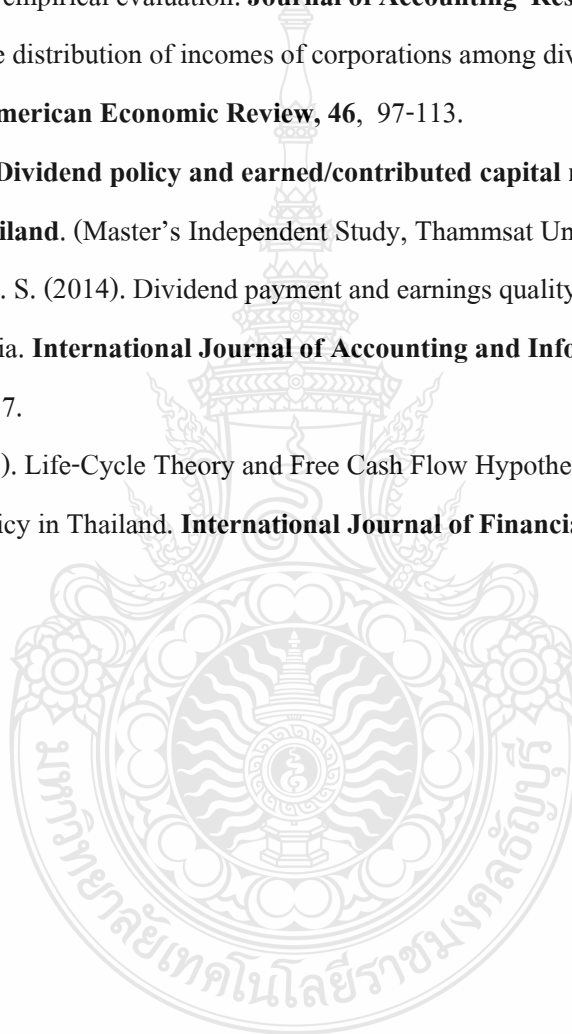 empirical evaluation. Journal of Accounting Res
e distribution of incomes of corporations among div
merican Economic Review, 46, 97-113.
Dividend policy and earned/contributed capital
iland. (Master's Independent Study, Thammsat Un
. S. (2014). Dividend payment and earnings quality
ia. International Journal of Accounting and Info
7.
). Life-Cycle Theory and Free Cash Flow Hypothe
icy in Thailand. International Journal of Financia
มหาวิทยาลัยเทคโนโลยีราชมงคลธัญบุรี